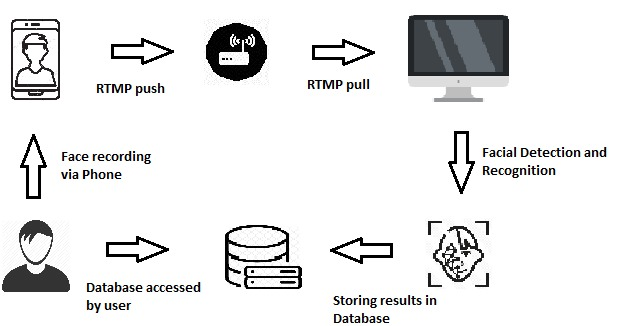 RTMP push
RTMP pull
Face recording
via Phone
Facial Detection and
Recognition
Database accessed
by user
Storing results in
Database